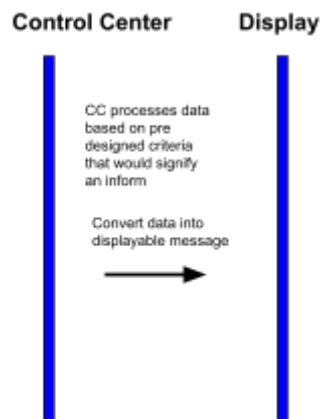 Control Center
Display
CC processes data
based on pre
designed criteria
that would signify
an inform
Convert data into
displayable message